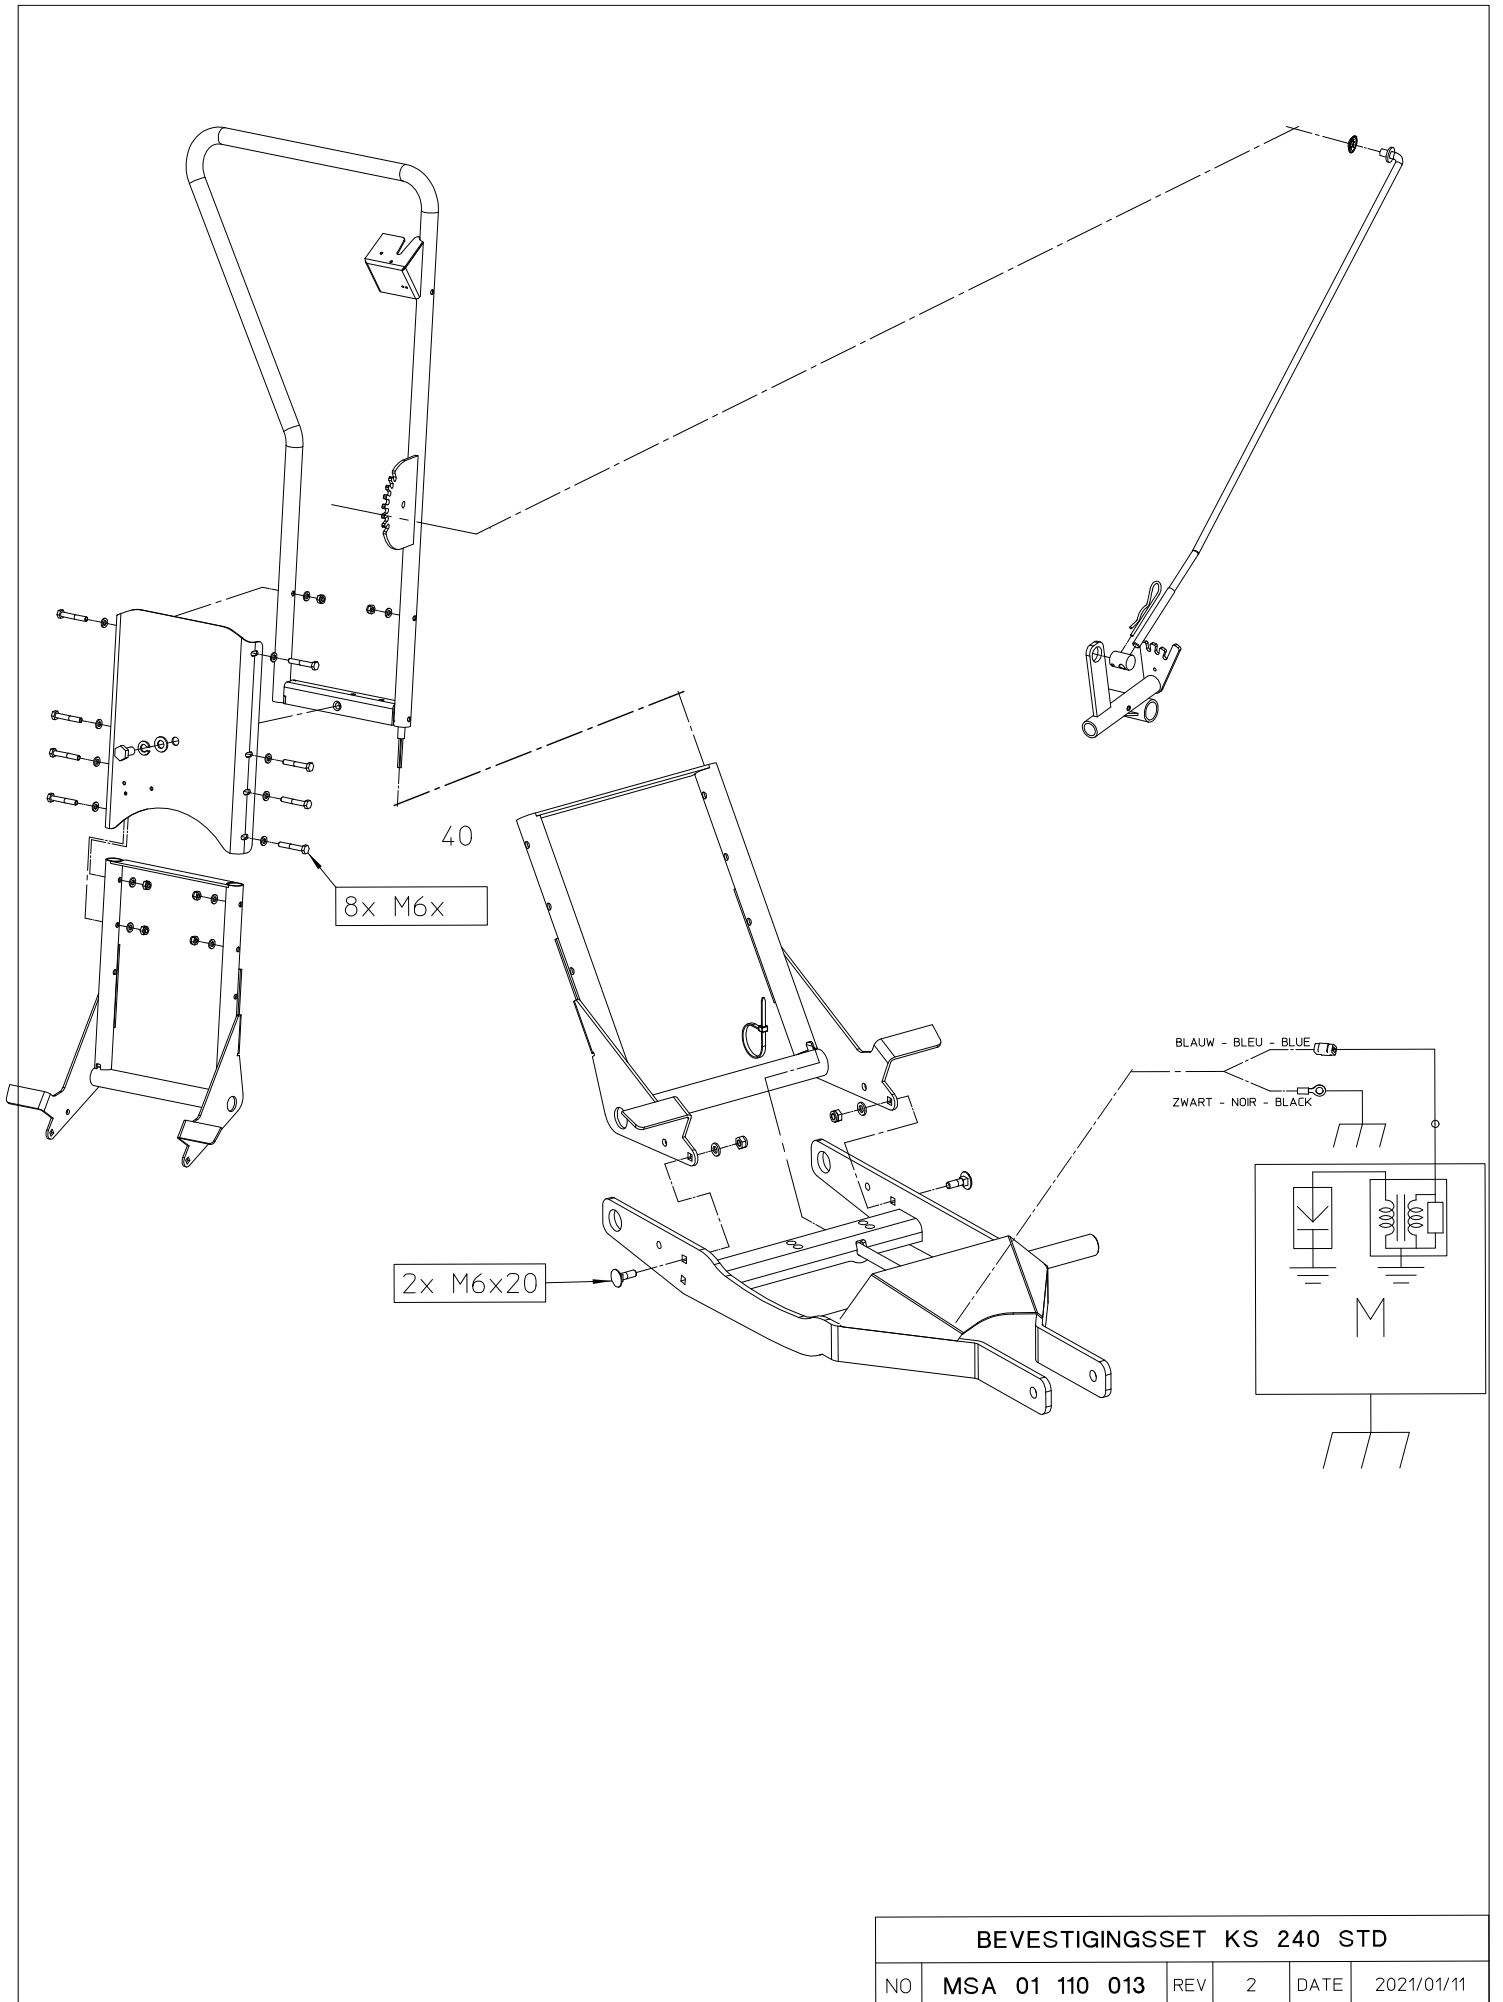 40
8x M6x
BLAUW - BLEU - BLUE
ZWART - NOIR - BLACK
2x M6x20
M
BEVESTIGINGSSET KS 240 STD
NO MSA 01 110 013 REV 2 DATE 2021/01/11